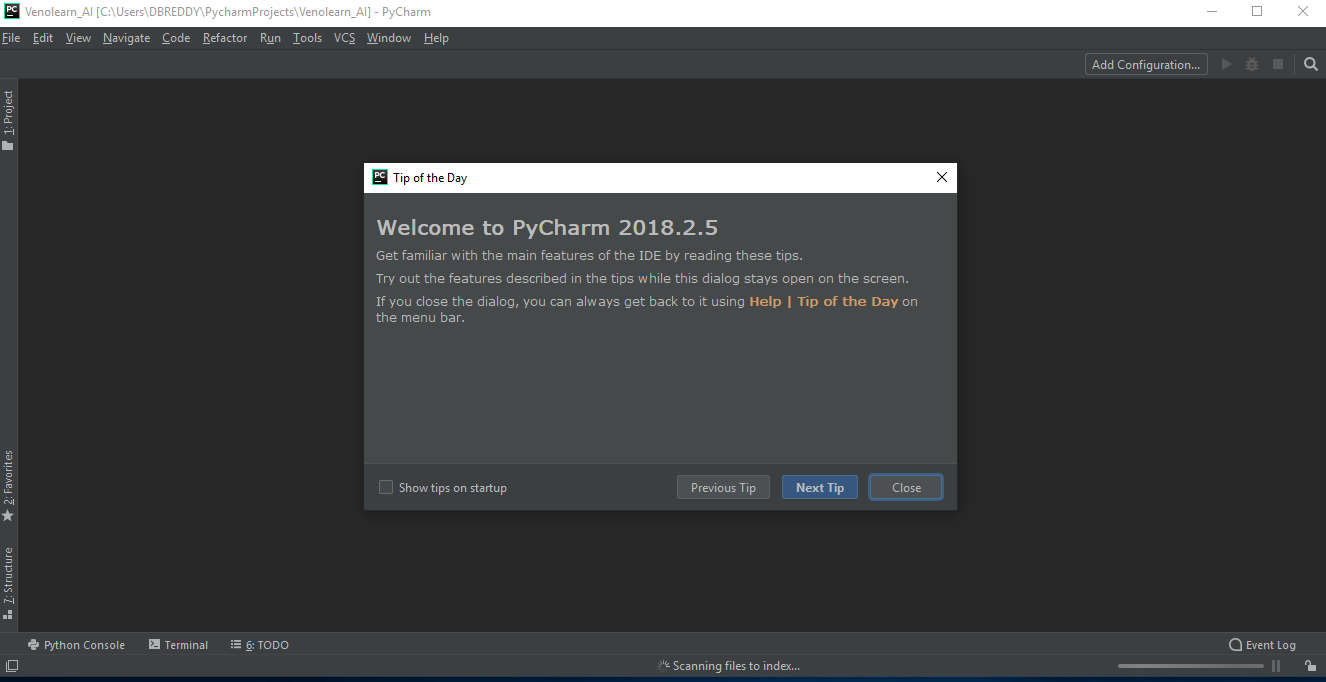 PC Venolearn_AI [C:\Users\DBREDDY\PycharmProjects\Venolearn_AI] - PyCharm
File Edit View Navigate Code Refactor Run Tools VCS Window Help
Add Configuration...
1: Project
PC Tip of the Day
Welcome to PyCharm 2018.2.5
Get familiar with the main features of the IDE by reading these tips.
Try out the features described in the tips while this dialog stays open on the screen.
If you close the dialog, you can always get back to it using Help | Tip of the Day on
the menu bar.
Show tips on startup Previous Tip Next Tip Close
2: Favorites
7: Structure
Python Console Terminal 6: TODO Event Log
Scanning files to index...